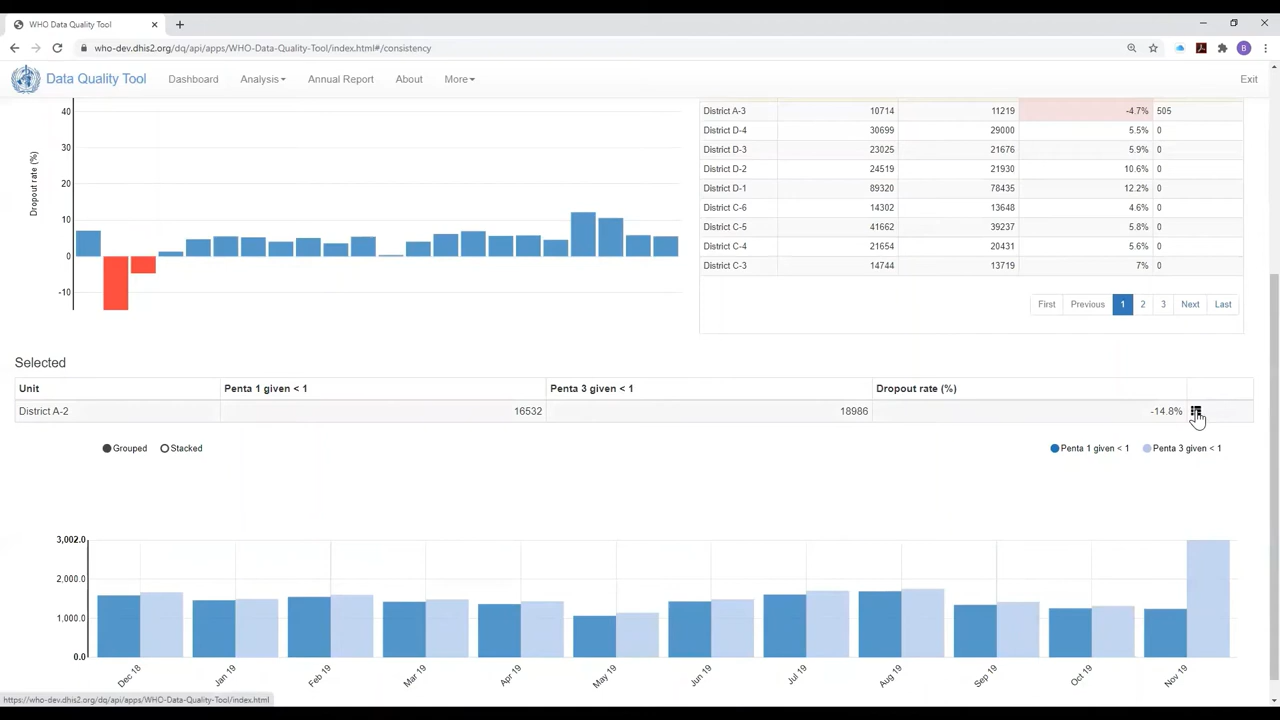 WHO Data Quality Tool
who-dev.dhis2.org/dq/api/apps/WHO-Data-Quality-Tool/index.html#/consistency
B
Data Quality Tool Dashboard Analysis Annual Report About More Exit
40
30
20
10
0
-10
Dropout rate (%)
District A-3 10714 11219 -4.7% 505
District D-4 30699 29000 5.5% 0
District D-3 23025 21676 5.9% 0
District D-2 24519 21930 10.6% 0
District D-1 89320 78435 12.2% 0
District C-6 14302 13648 4.6% 0
District C-5 41662 39237 5.8% 0
District C-4 21654 20431 5.6% 0
District C-3 14744 13719 7% 0
First Previous 1 2 3 Next Last
Selected
Unit Penta 1 given < 1 Penta 3 given < 1 Dropout rate (%)
District A-2 16532 18986 -14.8%
Grouped Stacked Penta 1 given < 1 Penta 3 given < 1
3,002.0
2,000.0
1,000.0
0.0
Dec 18 Jan 19 Feb 19 Mar 19 Apr 19 May 19 Jun 19 Jul 19 Aug 19 Sep 19 Oct 19 Nov 19
https://who-dev.dhis2.org/dq/api/apps/WHO-Data-Quality-Tool/index.html